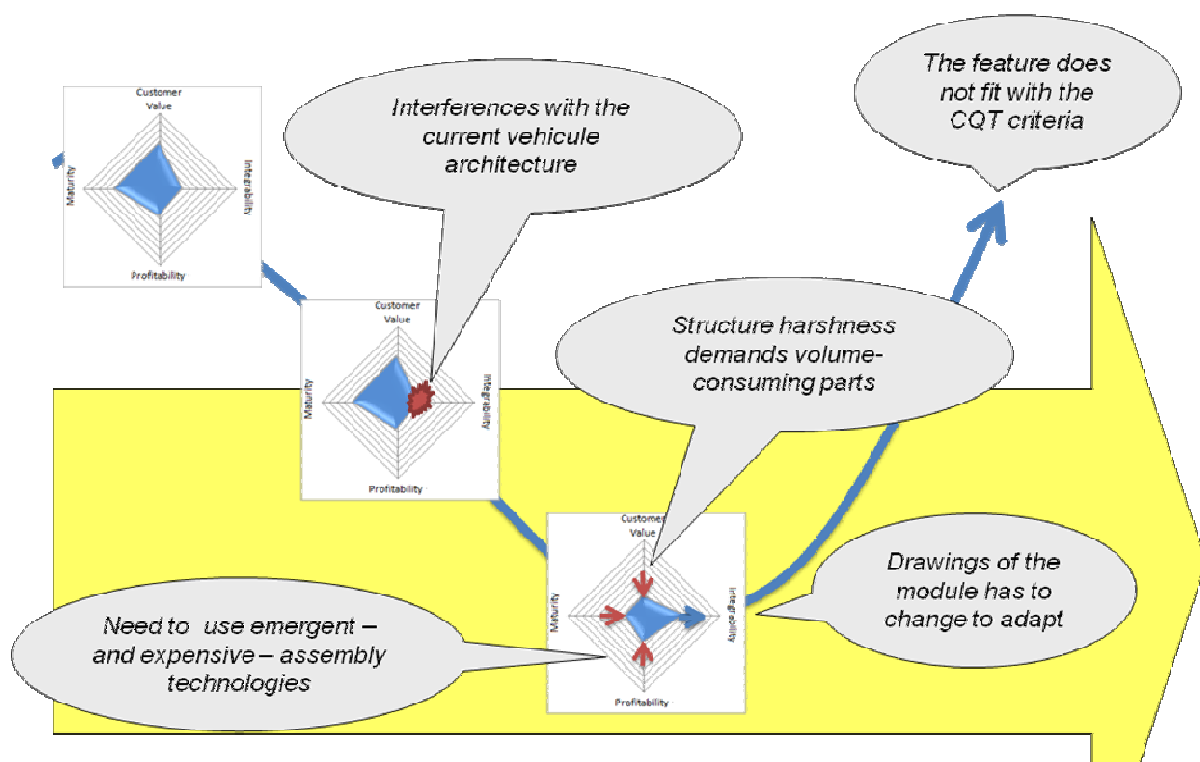 Customer
Value
Maturity
Integrability
Profitability
Interferences with the
current vehicule
architecture
The feature does
not fit with the
CQT criteria
Customer
Value
Maturity
Integrability
Profitability
Structure harshness
demands volume-
consuming parts
Customer
Value
Maturity
Integrability
Profitability
Drawings of the
module has to
change to adapt
Need to use emergent –
and expensive – assembly
technologies